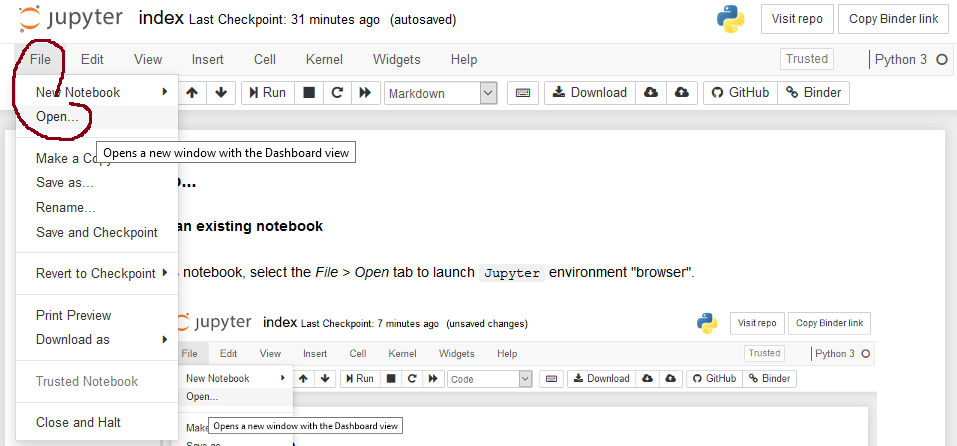 jupyter index Last Checkpoint: 31 minutes ago (autosaved) Visit repo Copy Binder link
File Edit View Insert Cell Kernel Widgets Help Trusted Python 3
New Notebook Run Markdown Download GitHub Binder
Open...
Opens a new window with the Dashboard view
Make a Copy
Save as...
Rename...
an existing notebook
Save and Checkpoint
Revert to Checkpoint notebook, select the File > Open tab to launch Jupyter environment "browser".
Print Preview
jupyter index Last Checkpoint: 7 minutes ago (unsaved changes) Visit repo Copy Binder link
Download as
File Edit View Insert Cell Kernel Widgets Help Trusted Python 3
Trusted Notebook
New Notebook Run Code Download GitHub Binder
Open...
Close and Halt
Make
Opens a new window with the Dashboard view
Save as